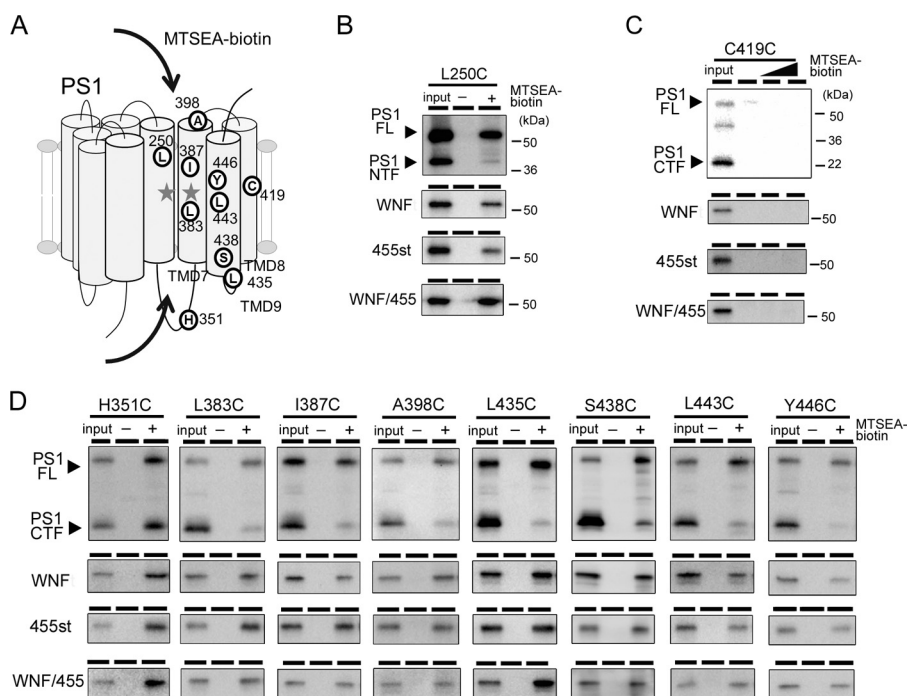 A
MTSEA-biotin
PS1
398
A
250
L
387
I
446
Y
C
419
L
443
L
383
438
S
TMD7
TMD8
L
435
TMD9
H
351
B
L250C
input − + MTSEA-
biotin
(kDa)
PS1
FL
50
PS1
NTF
36
WNF
50
455st
WNF/455
50
C
C419C
input
MTSEA-
biotin
(kDa)
PS1
FL
50
36
PS1
CTF
22
WNF
50
455st
WNF/455
50
D
H351C L383C I387C A398C L435C S438C L443C Y446C
input − + input − + input − + input − + input − + input − + input − + input − + MTSEA-
biotin
PS1
FL
PS1
CTF
WNF
455st
WNF/455